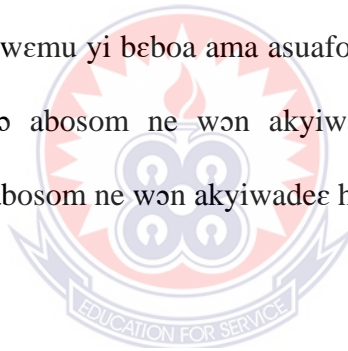 wɛmu yi bɛboa ama asuafo
abosom ne wɔn akyiw
abosom ne wɔn akyiwadeɛ h
EDUCATION FOR SERVICE